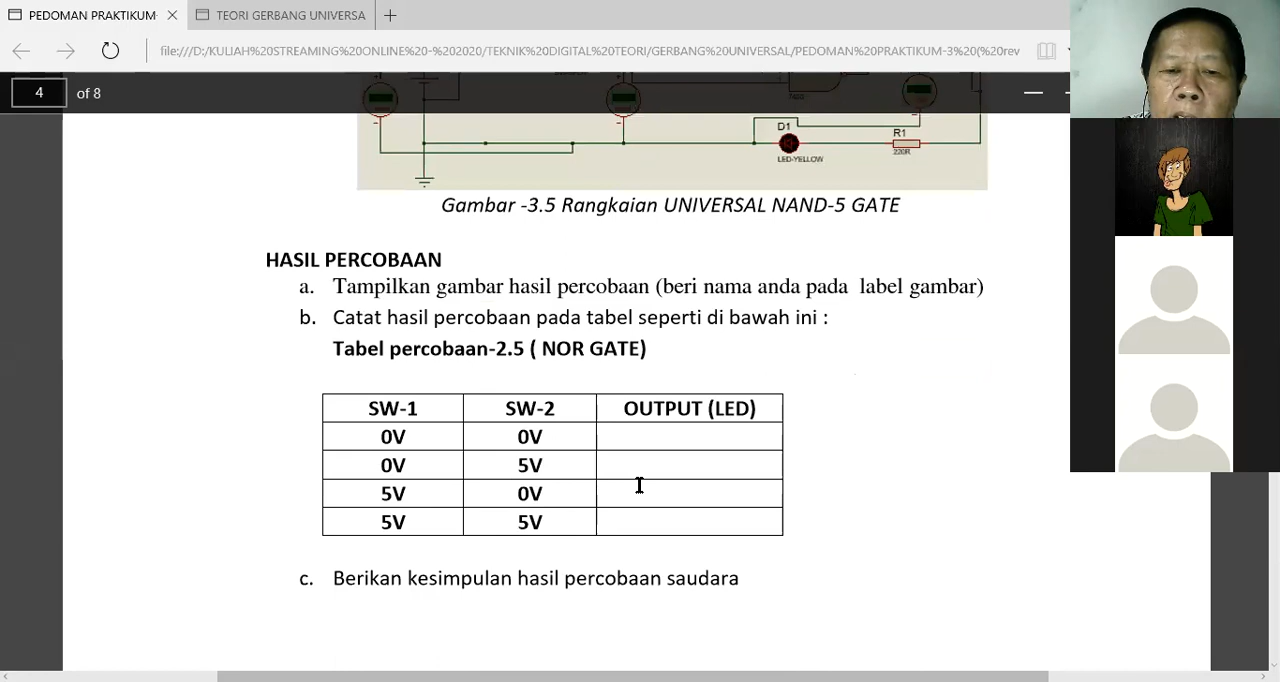 PEDOMAN PRAKTIKUM-
TEORI GERBANG UNIVERSA
file:///D:/KULIAH%20STREAMING%20ONLINE%20-%202020/TEKNIK%20DIGITAL%20TEORI/GERBANG%20UNIVERSAL/PEDOMAN%20PRAKTIKUM-3%20(%20rev
4 of 8
D1
LED-YELLOW
R1
220R
Gambar -3.5 Rangkaian UNIVERSAL NAND-5 GATE
HASIL PERCOBAAN
a. Tampilkan gambar hasil percobaan (beri nama anda pada label gambar)
b. Catat hasil percobaan pada tabel seperti di bawah ini :
Tabel percobaan-2.5 ( NOR GATE)
SW-1 SW-2 OUTPUT (LED)
0V 0V
0V 5V
5V 0V
5V 5V
c. Berikan kesimpulan hasil percobaan saudara